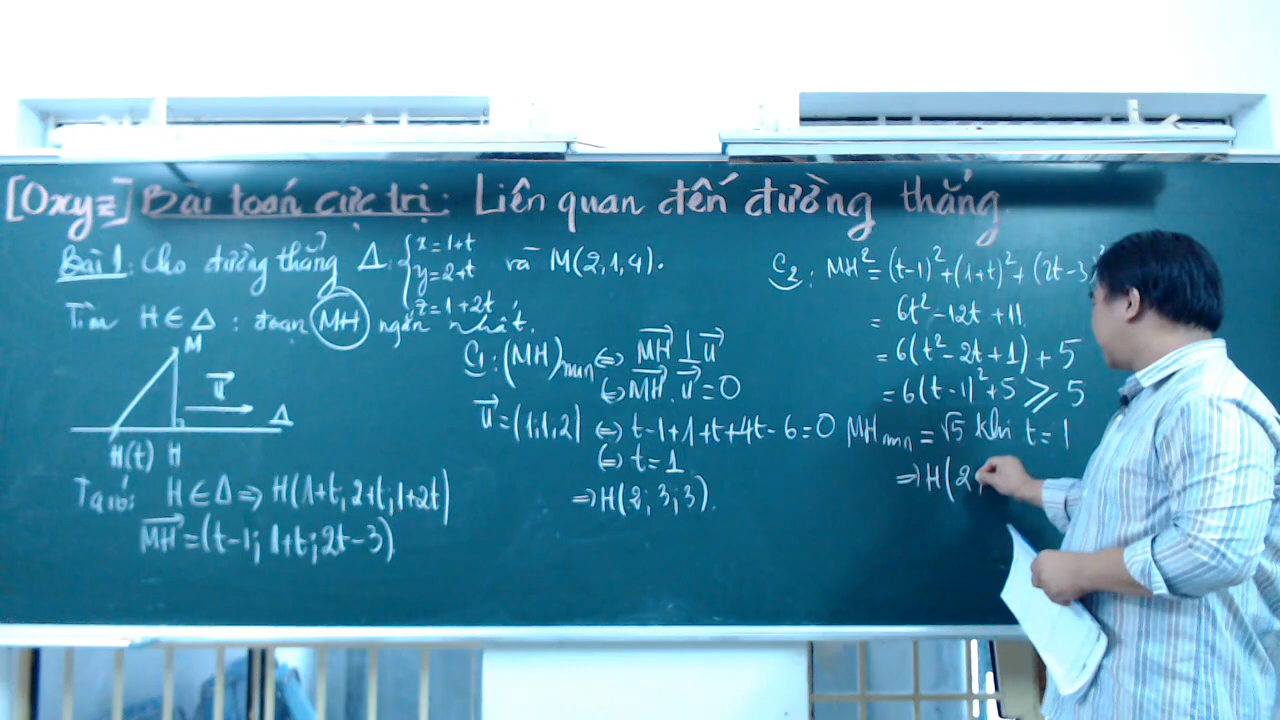 [Oxyz] Bài toán cực trị: Liên quan đến đường thẳng.
Bài 1: Cho đường thẳng Δ: { x=1+t
y=2+t
z=1+2t
và M(2,1,4).
Tìm H∈Δ: đoạn MH ngắn nhất.
M
u⃗
Δ
H(t) H
Ta có: H∈Δ ⇒ H(1+t; 2+t; 1+2t)
MH⃗ = (t-1; 1+t; 2t-3)
C1: (MH)min ⇔ MH⃗ ⊥ u⃗
⇔ MH⃗ . u⃗ = 0
u⃗ = (1,1,2) ⇔ t-1+1+t+4t-6=0
⇔ t=1
⇒ H(2; 3; 3).
C2: MH² = (t-1)² + (1+t)² + (2t-3)²
= 6t² - 12t + 11.
= 6(t² - 2t + 1) + 5
= 6(t-1)² + 5 ⩾ 5
MHmin = √5 khi t = 1
⇒ H(2;